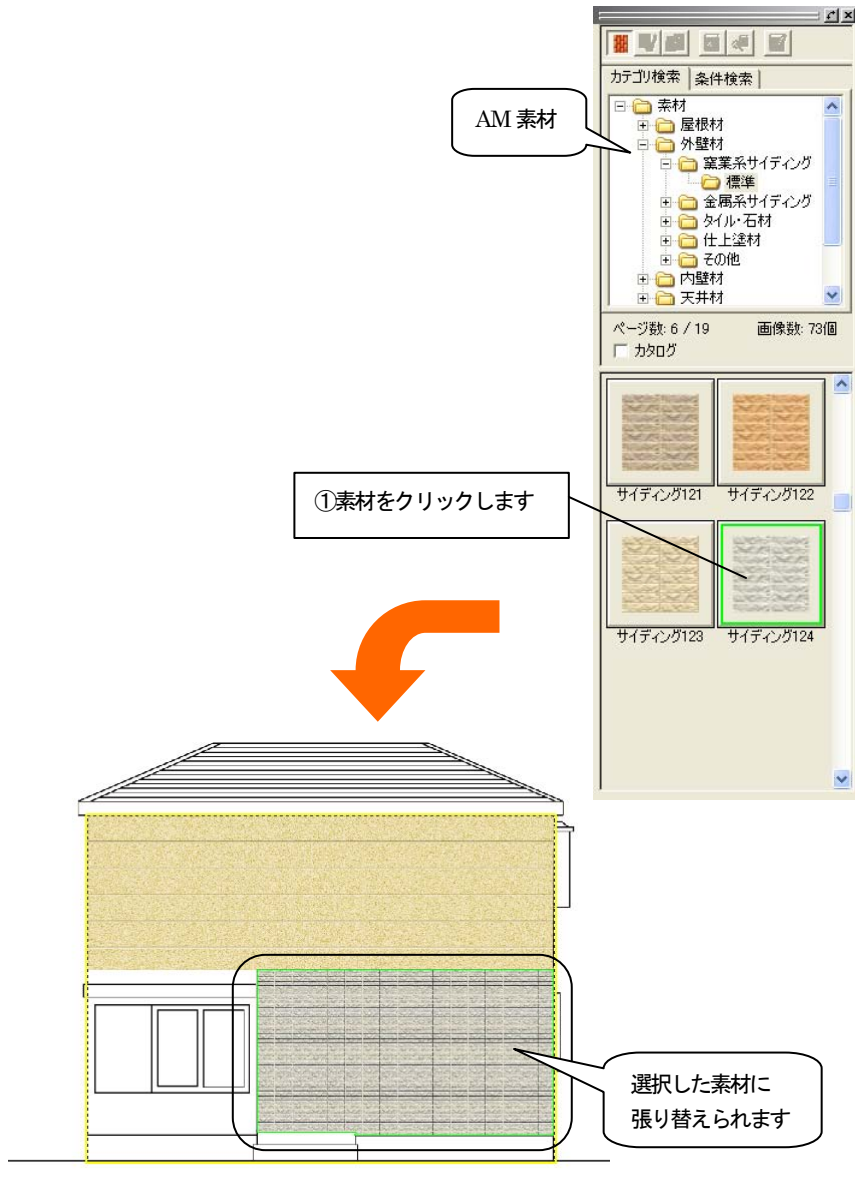 カテゴリ検索
条件検索
AM 素材
素材
屋根材
外壁材
窯業系サイディング
標準
金属系サイディング
タイル・石材
仕上塗材
その他
内壁材
天井材
ページ数: 6 / 19
画像数: 73個
カタログ
サイディング121
サイディング122
①素材をクリックします
サイディング123
サイディング124
選択した素材に
張り替えられます